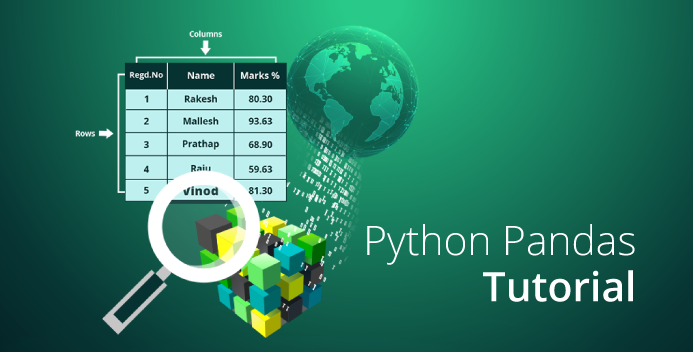 Columns
Regd.No Name Marks %
1 Rakesh 80.30
2 Mallesh 93.63
Rows
3 Prathap 68.90
4 Raju 59.63
5 Vinod 81.30
Python Pandas
Tutorial